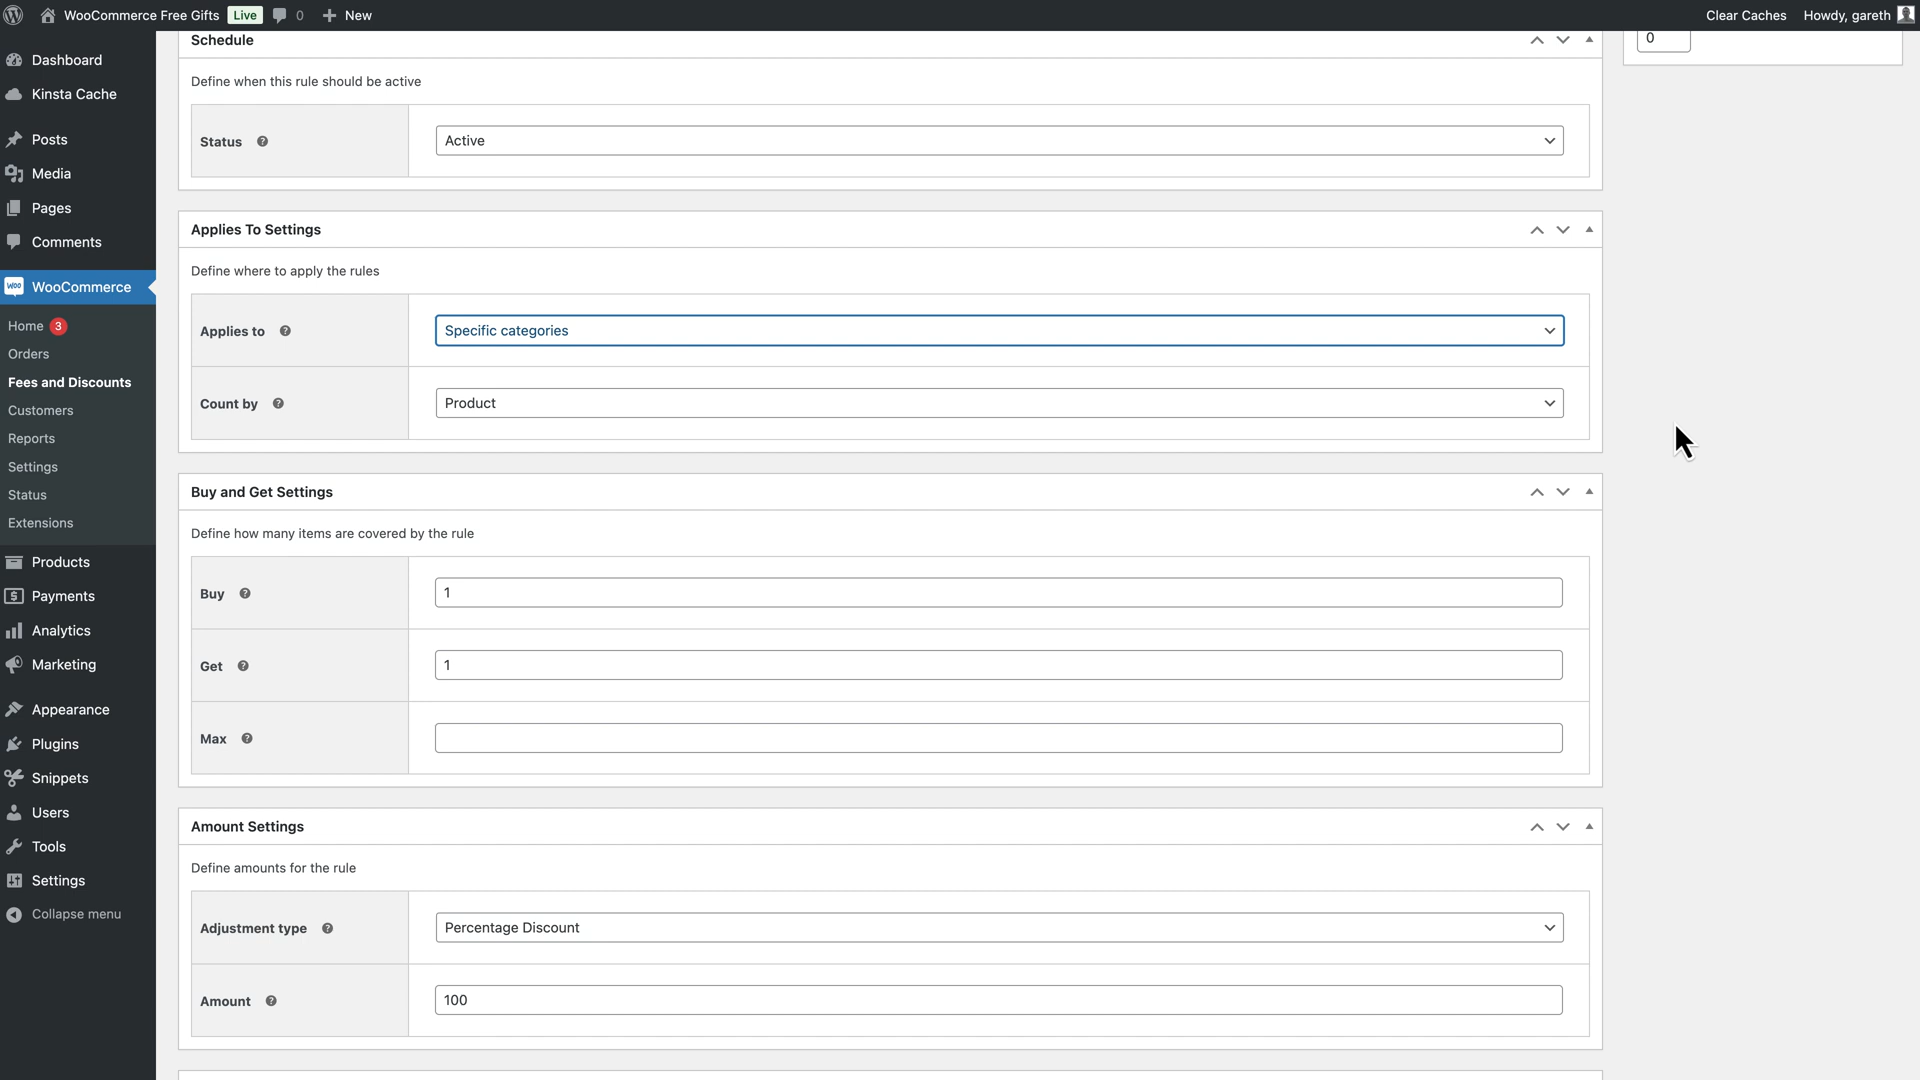 WooCommerce Free Gifts Live 0 New Clear Caches Howdy, gareth
Dashboard
Kinsta Cache
Posts
Media
Pages
Comments
WOO WooCommerce
Home 3
Orders
Fees and Discounts
Customers
Reports
Settings
Status
Extensions
Products
Payments
Analytics
Marketing
Appearance
Plugins
Snippets
Users
Tools
Settings
Collapse menu
Schedule
Define when this rule should be active
Status Active
Applies To Settings
Define where to apply the rules
Applies to Specific categories
Count by Product
Buy and Get Settings
Define how many items are covered by the rule
Buy 1
Get 1
Max
Amount Settings
Define amounts for the rule
Adjustment type Percentage Discount
Amount 100
0